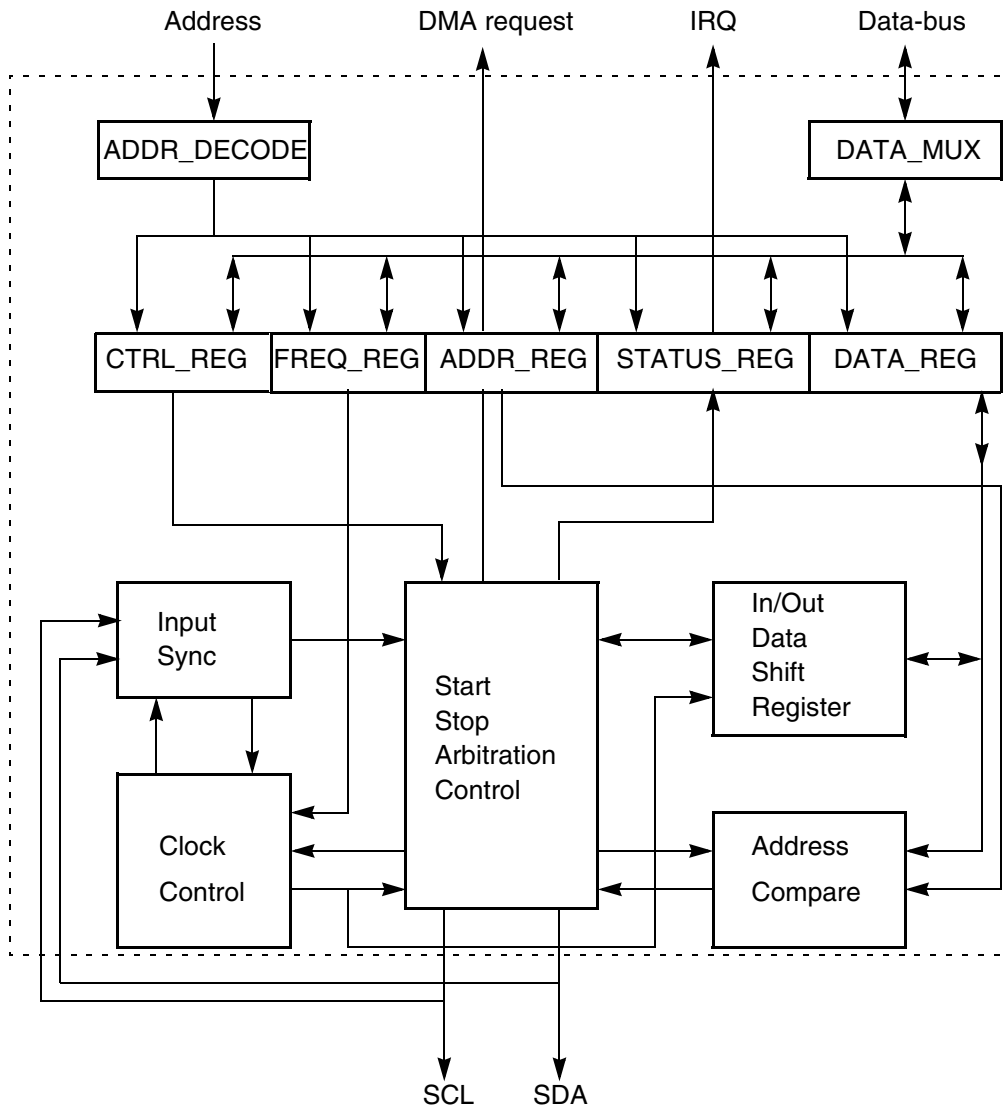 Address
DMA request
IRQ
Data-bus
ADDR_DECODE
DATA_MUX
CTRL_REG
FREQ_REG
ADDR_REG
STATUS_REG
DATA_REG
Input
Sync
Start
Stop
Arbitration
Control
In/Out
Data
Shift
Register
Clock
Control
Address
Compare
SCL
SDA